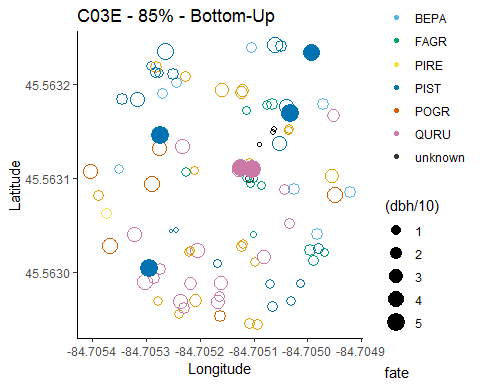 C03E - 85% - Bottom-Up
BEPA
FAGR
PIRE
PIST
POGR
QURU
unknown
(dbh/10)
1
2
3
4
5
fate
Latitude
45.5632
45.5631
45.5630
-84.7054
-84.7053
-84.7052
-84.7051
-84.7050
-84.7049
Longitude